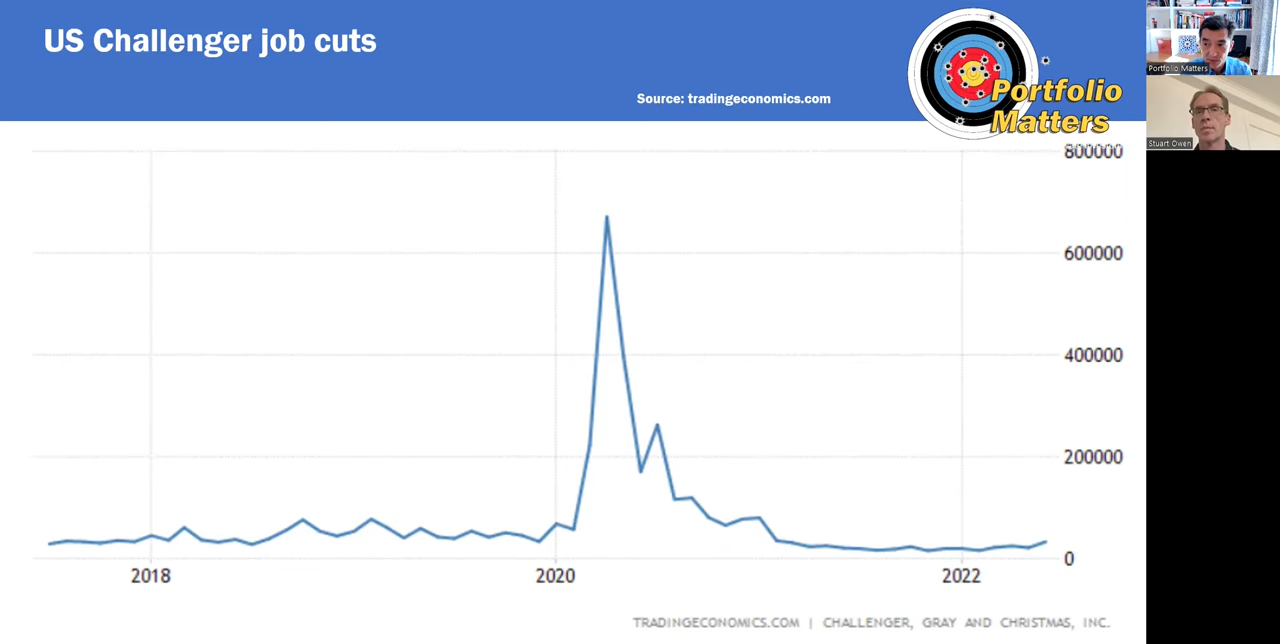 US Challenger job cuts
Source: tradingeconomics.com
Portfolio
Matters
Portfolio Matters
Stuart Owen
800000
600000
400000
200000
0
2018
2020
2022
TRADINGECONOMICS.COM | CHALLENGER, GRAY AND CHRISTMAS, INC.